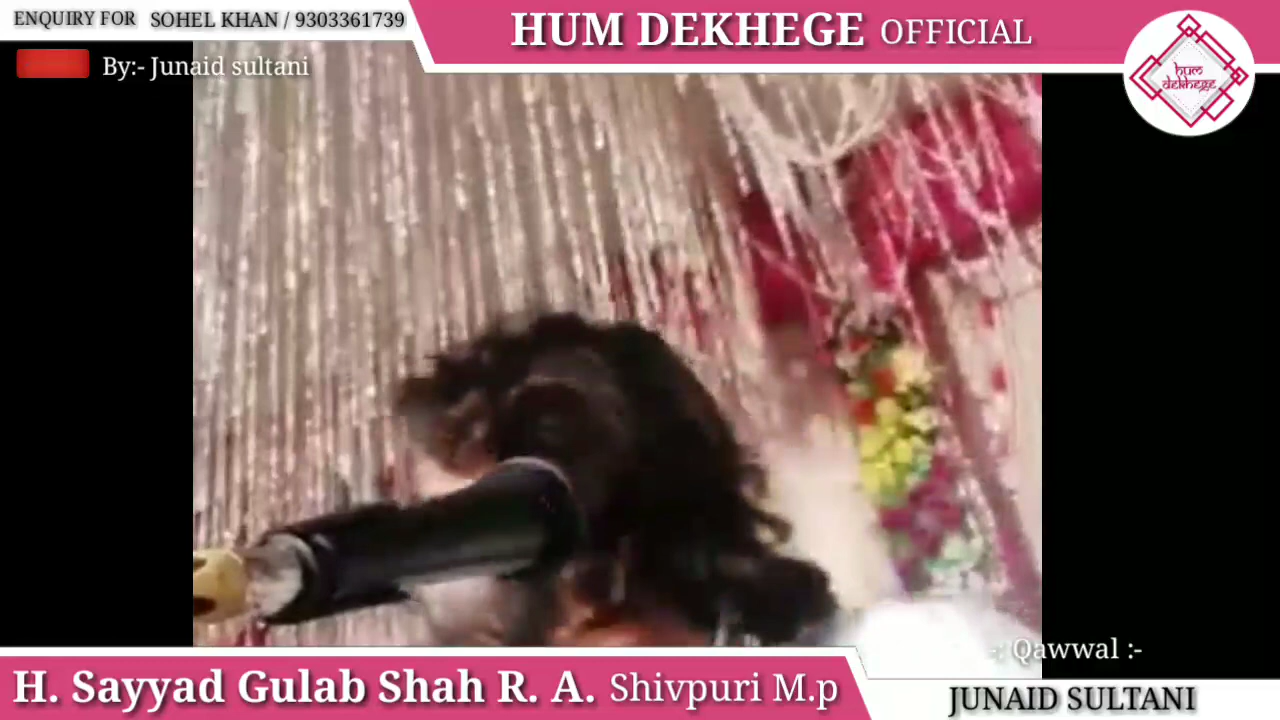 ENQUIRY FOR SOHEL KHAN / 9303361739
HUM DEKHEGE OFFICIAL
By:- Junaid sultani
hum
dekhege
-: Qawwal :-
H. Sayyad Gulab Shah R. A. Shivpuri M.p
JUNAID SULTANI